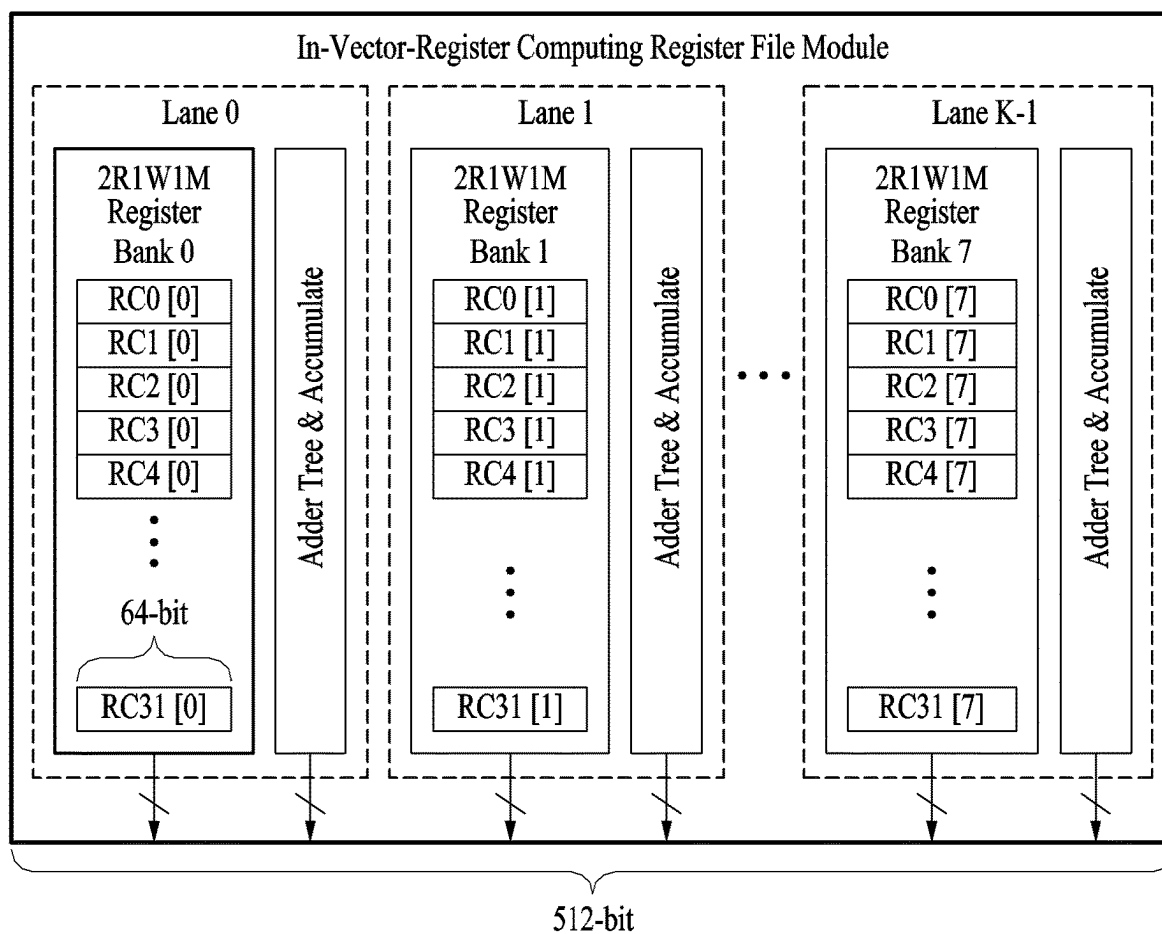 In-Vector-Register Computing Register File Module
Lane 0
2R1W1M
Register
Bank 0
RC0 [0]
RC1 [0]
RC2 [0]
RC3 [0]
RC4 [0]
64-bit
RC31 [0]
Adder Tree & Accumulate
Lane 1
2R1W1M
Register
Bank 1
RC0 [1]
RC1 [1]
RC2 [1]
RC3 [1]
RC4 [1]
RC31 [1]
Adder Tree & Accumulate
Lane K-1
2R1W1M
Register
Bank 7
RC0 [7]
RC1 [7]
RC2 [7]
RC3 [7]
RC4 [7]
RC31 [7]
Adder Tree & Accumulate
512-bit